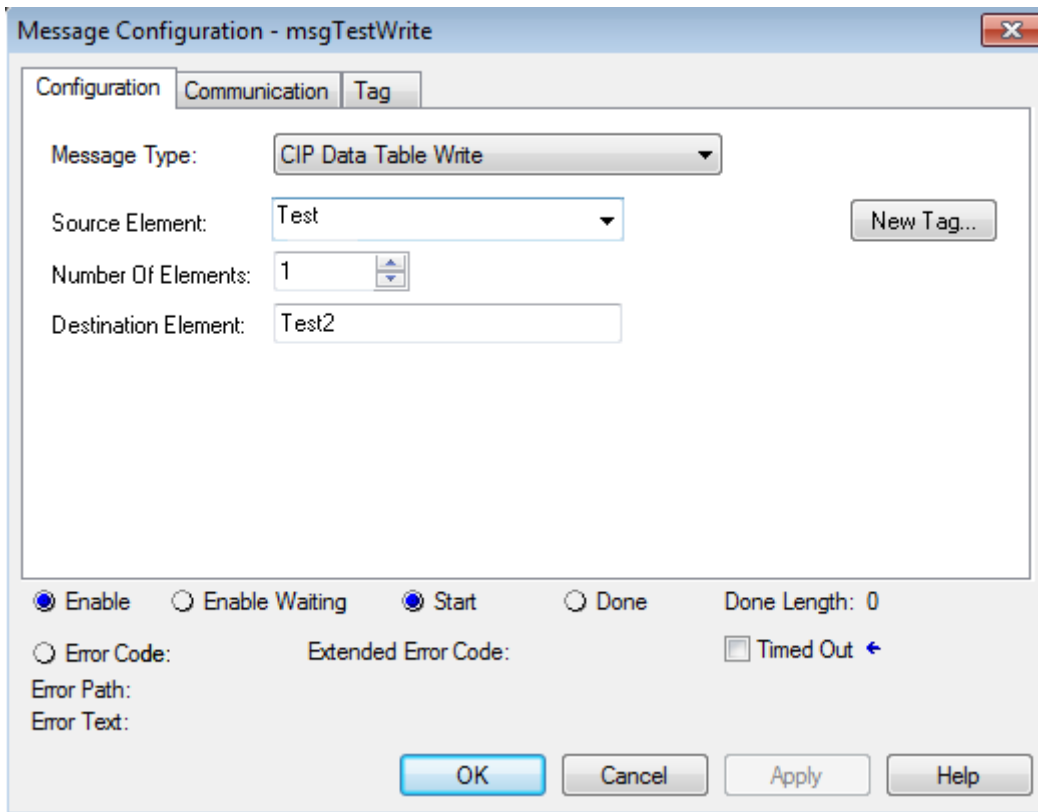 Message Configuration - msgTestWrite
Configuration Communication Tag
Message Type: CIP Data Table Write
Source Element: Test New Tag...
Number Of Elements: 1
Destination Element: Test2
Enable Enable Waiting Start Done Done Length: 0
Error Code: Extended Error Code: Timed Out
Error Path:
Error Text:
OK Cancel Apply Help